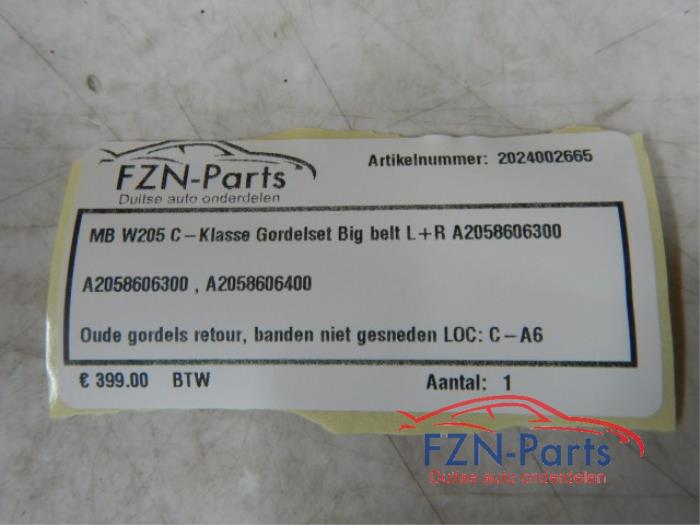 FZN-Parts
Duitse auto onderdelen
Artikelnummer: 2024002665
MB W205 C-Klasse Gordelset Big belt L+R A2058606300
A2058606300 , A2058606400
Oude gordels retour, banden niet gesneden LOC: C-A6
€ 399.00 BTW
Aantal: 1
FZN-Parts
Duitse auto onderdelen